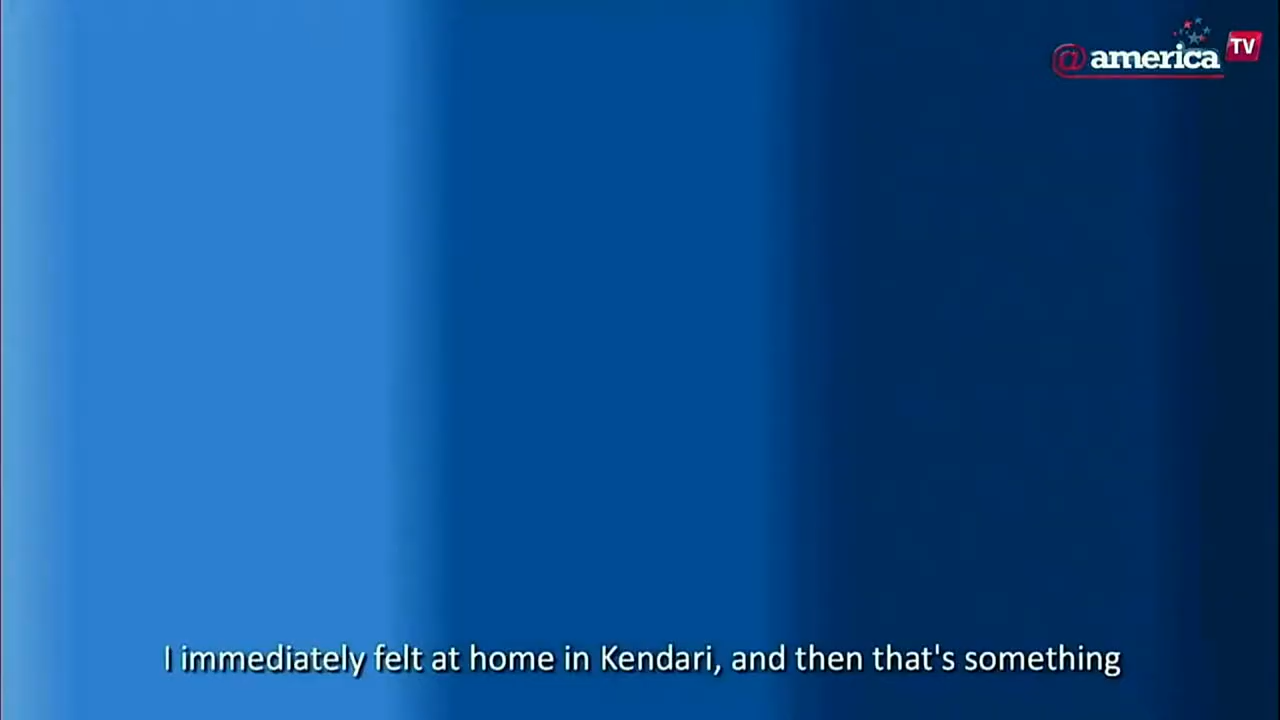 @america TV
I immediately felt at home in Kendari, and then that's something